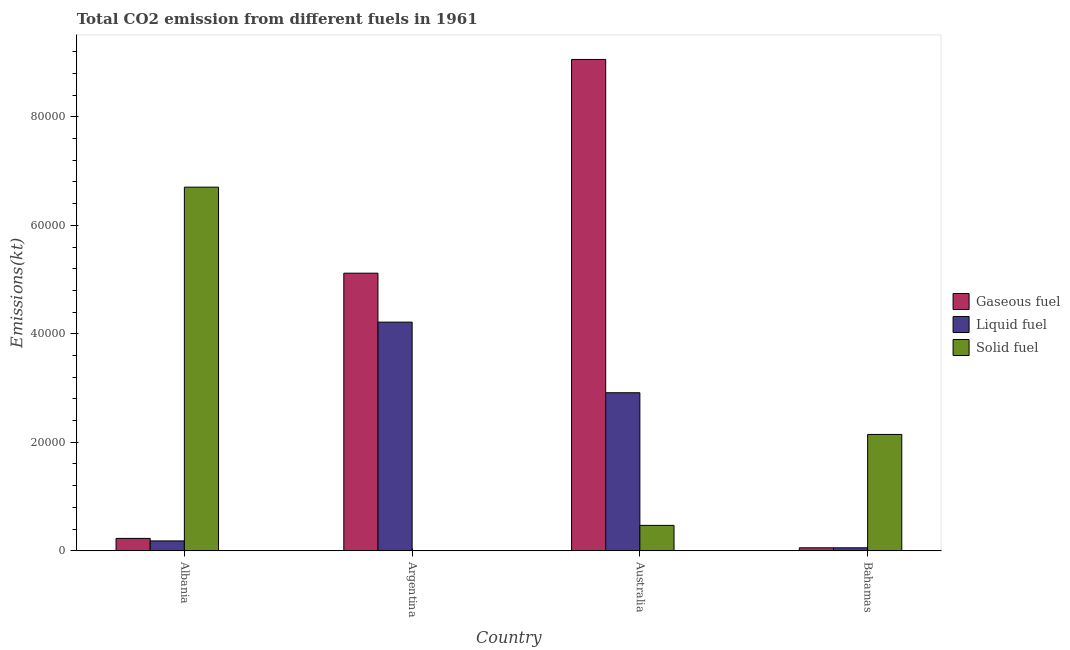 Total CO2 emission from different fuels in 1961
Emissions(kt)
80000
60000
40000
20000
0
Albania
Argentina
Australia
Bahamas
Country
Gaseous fuel
Liquid fuel
Solid fuel